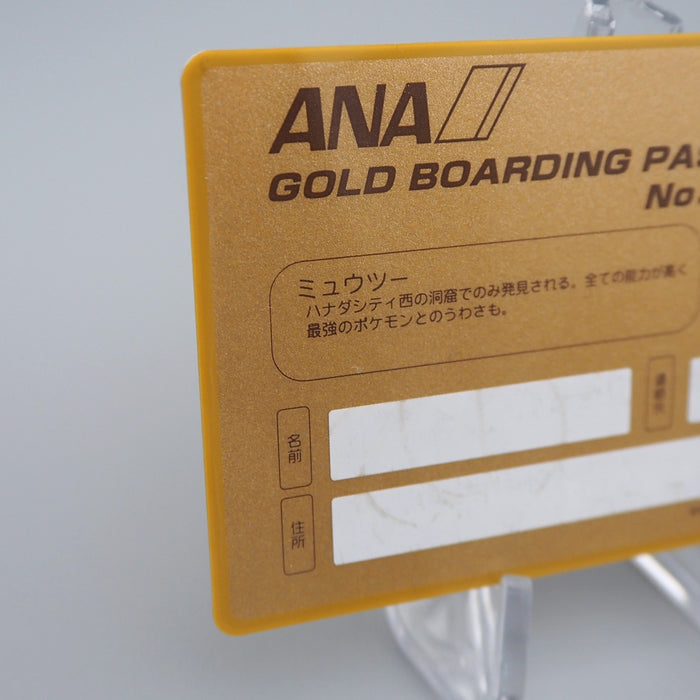 ANA
GOLD BOARDING PAS
No
ミュウツー
ハナダシティ西の洞窟でのみ発見される。全ての能力が高く
最強のポケモンとのうわさも。
名前
住所